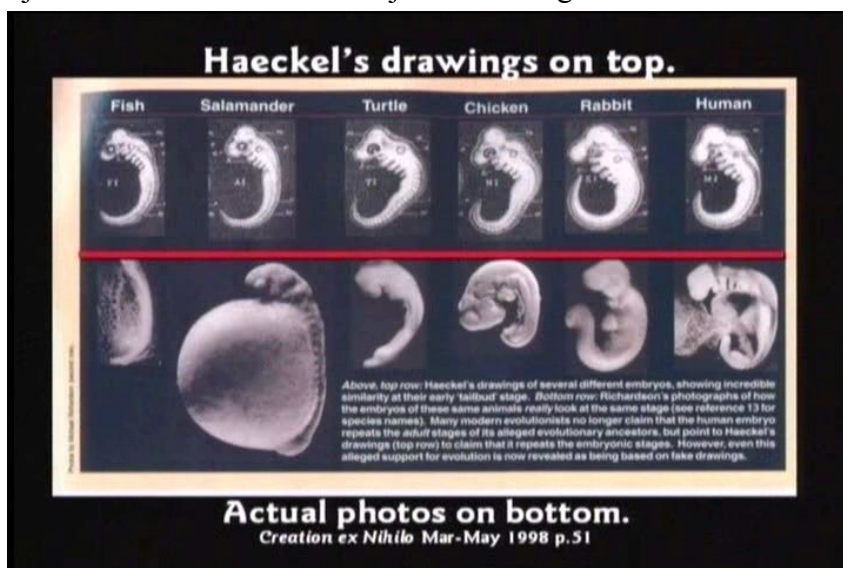 Haeckel's drawings on top.
Fish Salamander Turtle Chicken Rabbit Human
Above, top row: Haeckel's drawings of several different embryos, showing incredible
similarity at their early 'tailbud' stage. Bottom row: Richardson's photographs of how
the embryos of these same animals really look at the same stage (see reference 13 for
species names). Many modern evolutionists no longer claim that the human embryo
repeats the adult stages of its alleged evolutionary ancestors, but point to Haeckel's
drawings (top row) to claim that it repeats the embryonic stages. However, even this
alleged support for evolution is now revealed as being based on fake drawings.
Actual photos on bottom.
Creation ex Nihilo Mar-May 1998 p.51